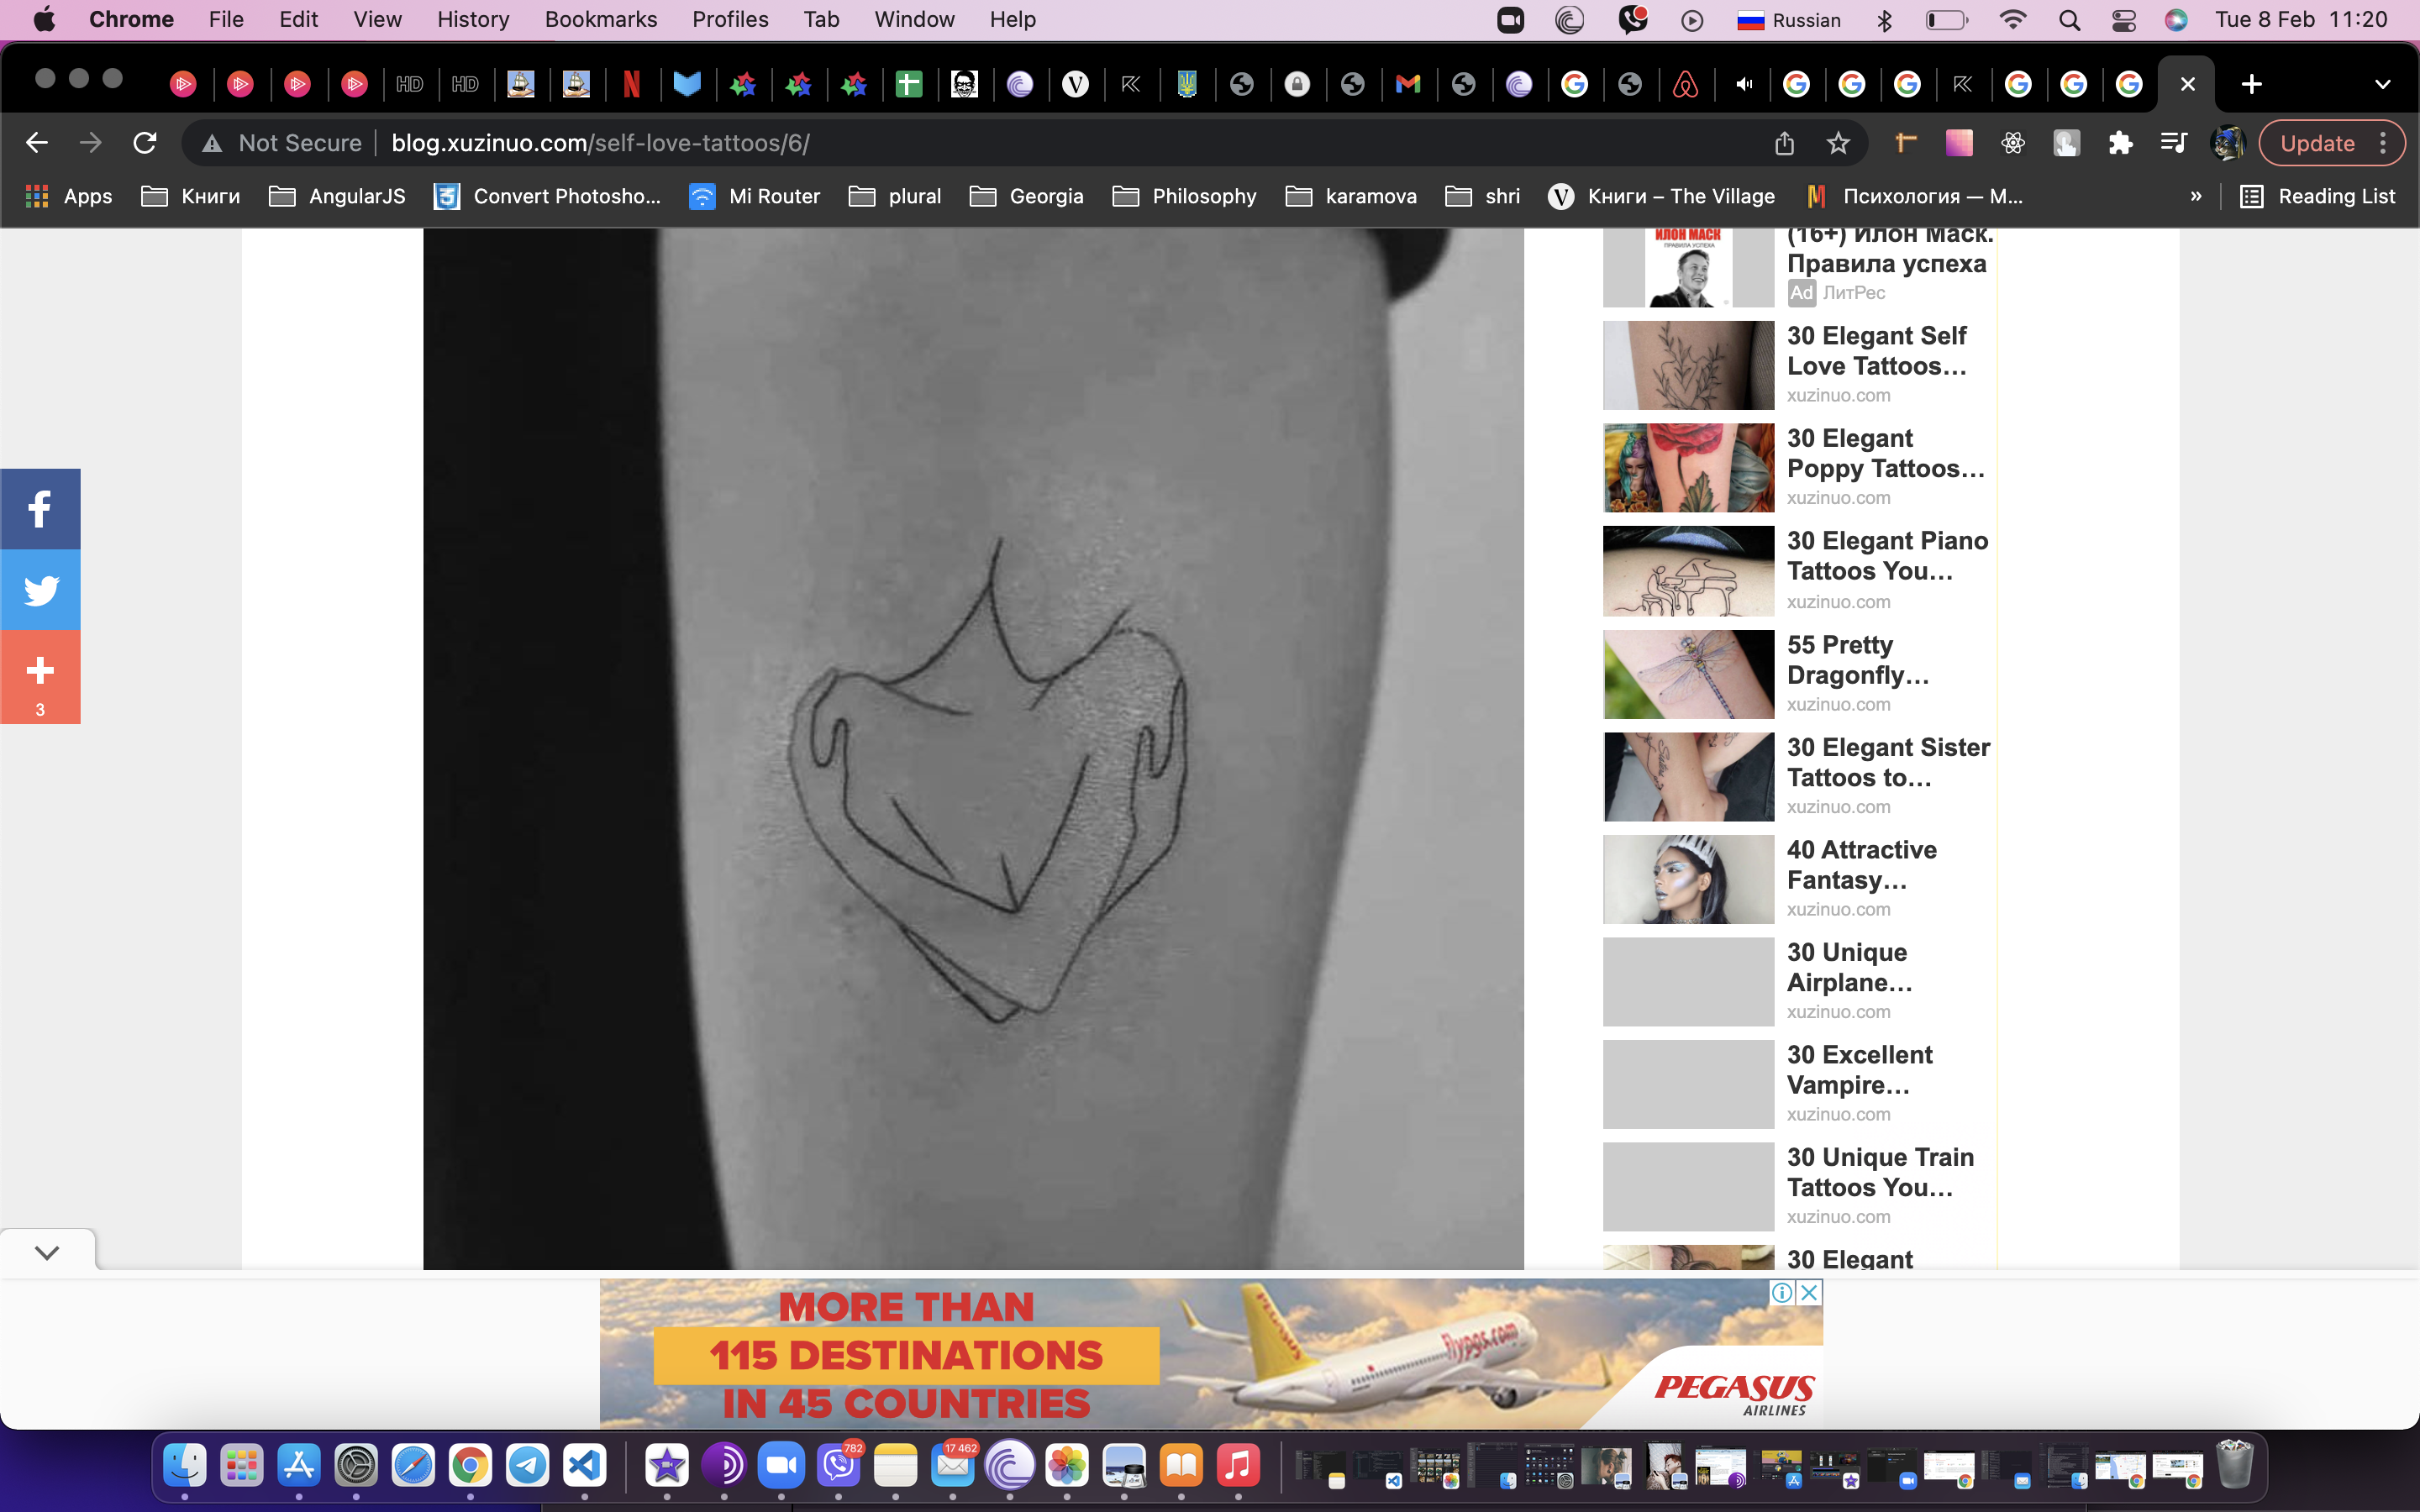 Chrome File Edit View History Bookmarks Profiles Tab Window Help Russian Tue 8 Feb 11:20
HD HD
Not Secure blog.xuzinuo.com/self-love-tattoos/6/ Update
Apps Книги AngularJS Convert Photosho... Mi Router plural Georgia Philosophy karamova shri Книги – The Village Психология — М... » Reading List
ИЛОН МАСК
ПРАВИЛА УСПЕХА
(16+) Илон Маск.
Правила успеха
Ad ЛитРес
30 Elegant Self
Love Tattoos...
xuzinuo.com
30 Elegant
Poppy Tattoos...
xuzinuo.com
30 Elegant Piano
Tattoos You...
xuzinuo.com
55 Pretty
Dragonfly...
xuzinuo.com
30 Elegant Sister
Tattoos to...
xuzinuo.com
40 Attractive
Fantasy...
xuzinuo.com
30 Unique
Airplane...
xuzinuo.com
30 Excellent
Vampire...
xuzinuo.com
30 Unique Train
Tattoos You...
xuzinuo.com
30 Elegant
3
MORE THAN
115 DESTINATIONS
IN 45 COUNTRIES
PEGASUS
flypgs.com
PEGASUS
AIRLINES
782
17 462